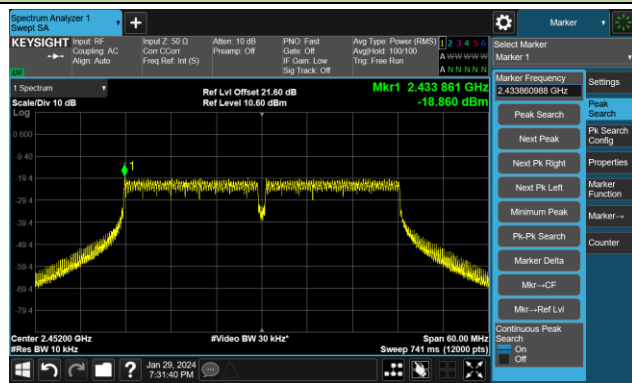 Spectrum Analyzer 1
Swept SA
Marker
KEYSIGHT
Input: RF
Coupling: AC
Align: Auto
Input Z: 50 Ω
Corr CCorr
Freq Ref: Int (S)
Atten: 10 dB
Preamp: Off
PNO: Fast
Gate: Off
IF Gain: Low
Sig Track: Off
Avg Type: Power (RMS)
Avg|Hold: 100/100
Trig: Free Run
1 2 3 4 5 6
A W W W W W
A N N N N N
LM
Select Marker
Marker 1
1 Spectrum
Scale/Div 10 dB
Log
Ref Lvl Offset 21.60 dB
Ref Level 10.60 dBm
Mkr1 2.433 861 GHz
-18.860 dBm
Marker Frequency
2.433860988 GHz
Peak Search
Next Peak
Next Pk Right
Next Pk Left
Minimum Peak
Pk-Pk Search
Marker Delta
Mkr→CF
Mkr→Ref Lvl
Continuous Peak
Search
On
Off
Settings
Peak
Search
Pk Search
Config
Properties
Marker
Function
Marker→
Counter
0.600
-9.40
-19.4
-29.4
-39.4
-49.4
-59.4
-69.4
-79.4
1
Center 2.45200 GHz
#Res BW 10 kHz
#Video BW 30 kHz*
Span 60.00 MHz
Sweep 741 ms (12000 pts)
?
Jan 29, 2024
7:31:40 PM